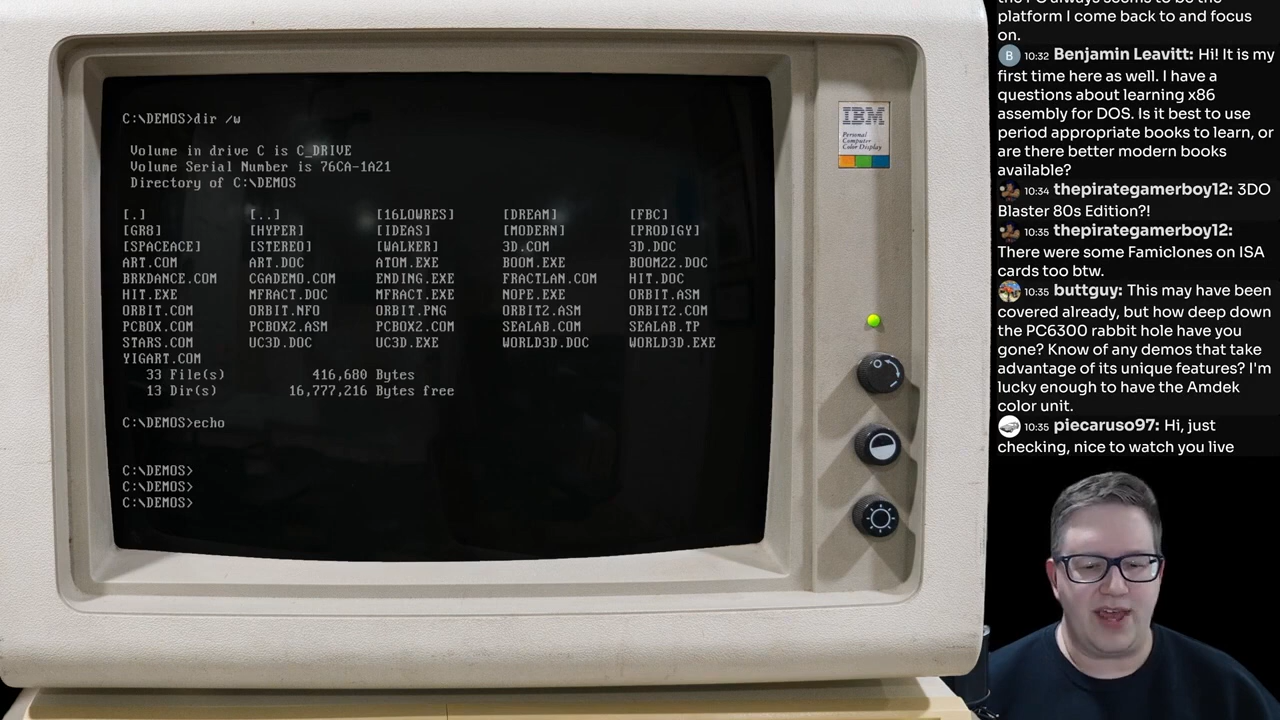 C:\DEMOS>dir /w
Volume in drive C is C_DRIVE
Volume Serial Number is 76CA-1A21
Directory of C:\DEMOS
[.] [..] [16LOWRES] [DREAM] [FBC]
[GR8] [HYPER] [IDEAS] [MODERN] [PRODIGY]
[SPACEACE] [STEREO] [WALKER] 3D.COM 3D.DOC
ART.COM ART.DOC ATOM.EXE BOOM.EXE BOOM22.DOC
BRKDANCE.COM CGADEMO.COM ENDING.EXE FRACTLAN.COM HIT.DOC
HIT.EXE MFRACT.DOC MFRACT.EXE NOPE.EXE ORBIT.ASM
ORBIT.COM ORBIT.NFO ORBIT.PNG ORBIT2.ASM ORBIT2.COM
PCBOX.COM PCBOX2.ASM PCBOX2.COM SEALAB.COM SEALAB.TP
STARS.COM UC3D.DOC UC3D.EXE WORLD3D.DOC WORLD3D.EXE
YIGART.COM
33 File(s) 416,680 Bytes
13 Dir(s) 16,777,216 Bytes free
C:\DEMOS>echo
C:\DEMOS>
C:\DEMOS>
C:\DEMOS>
IBM
Personal
Computer
Color Display
platform I come back to and focus
on.
B 10:32 Benjamin Leavitt: Hi! It is my
first time here as well. I have a
questions about learning x86
assembly for DOS. Is it best to use
period appropriate books to learn, or
are there better modern books
available?
10:34 thepirategamerboy12: 3DO
Blaster 80s Edition?!
10:35 thepirategamerboy12:
There were some Famiclones on ISA
cards too btw.
10:35 buttguy: This may have been
covered already, but how deep down
the PC6300 rabbit hole have you
gone? Know of any demos that take
advantage of its unique features? I'm
lucky enough to have the Amdek
color unit.
10:35 piecaruso97: Hi, just
checking, nice to watch you live